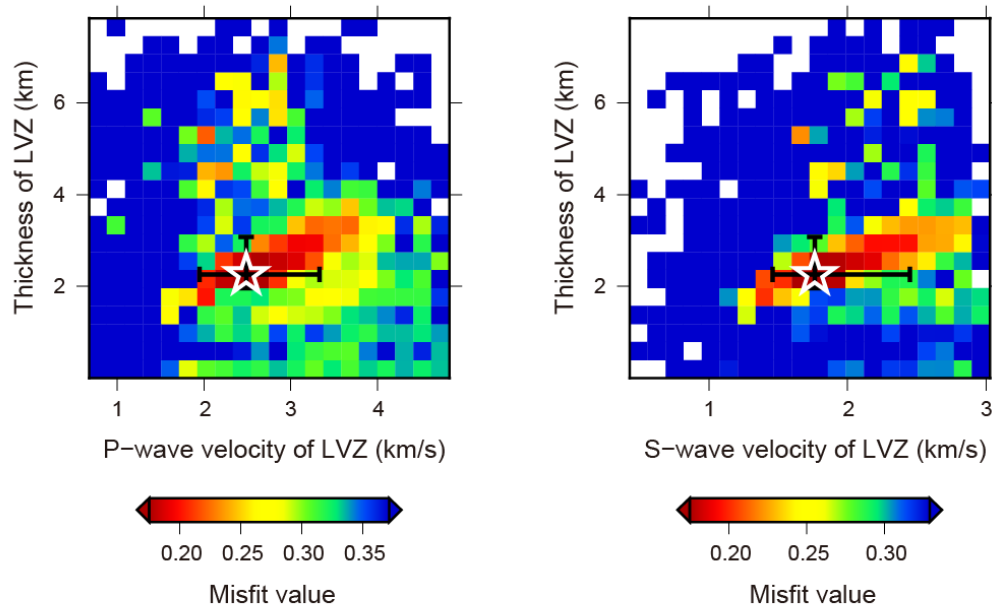 Thickness of LVZ (km)
6
4
2
1 2 3 4
P-wave velocity of LVZ (km/s)
0.20 0.25 0.30 0.35
Misfit value
Thickness of LVZ (km)
6
4
2
1 2 3
S-wave velocity of LVZ (km/s)
0.20 0.25 0.30
Misfit value